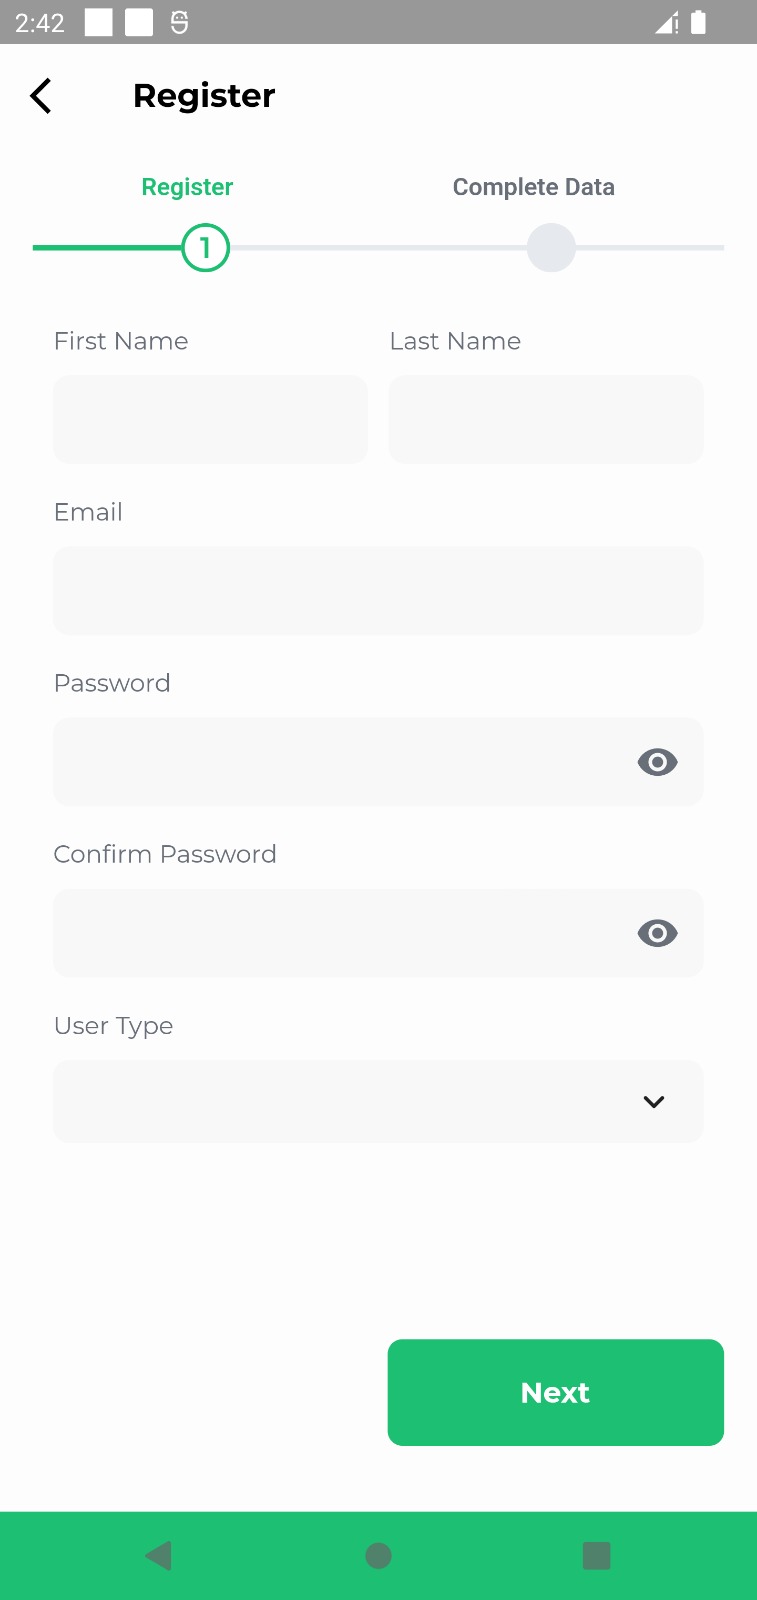 2:42
Register
Register Complete Data
1
First Name Last Name
Email
Password
Confirm Password
User Type
Next